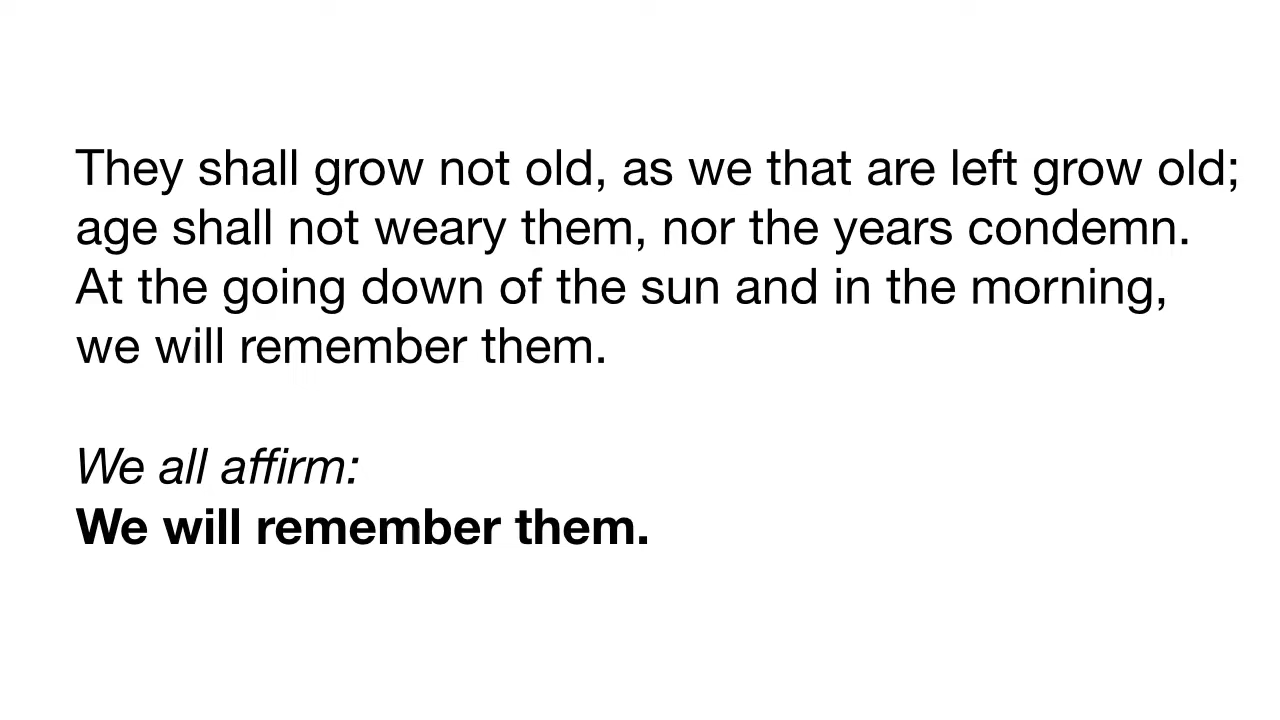 They shall grow not old, as we that are left grow old;
age shall not weary them, nor the years condemn.
At the going down of the sun and in the morning,
we will remember them.
We all affirm:
We will remember them.